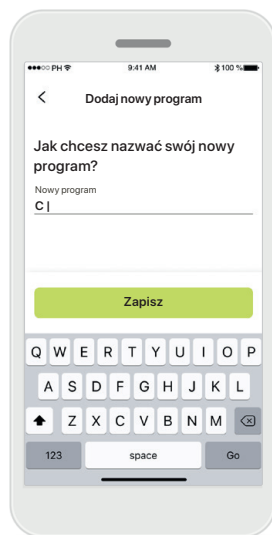 PH 9:41 AM 100 %
Dodaj nowy program
Jak chcesz nazwać swój nowy
program?
Nowy program
C |
Zapisz
Q W E R T Y U I O P
A S D F G H J K L
Z X C V B N M
123 space Go